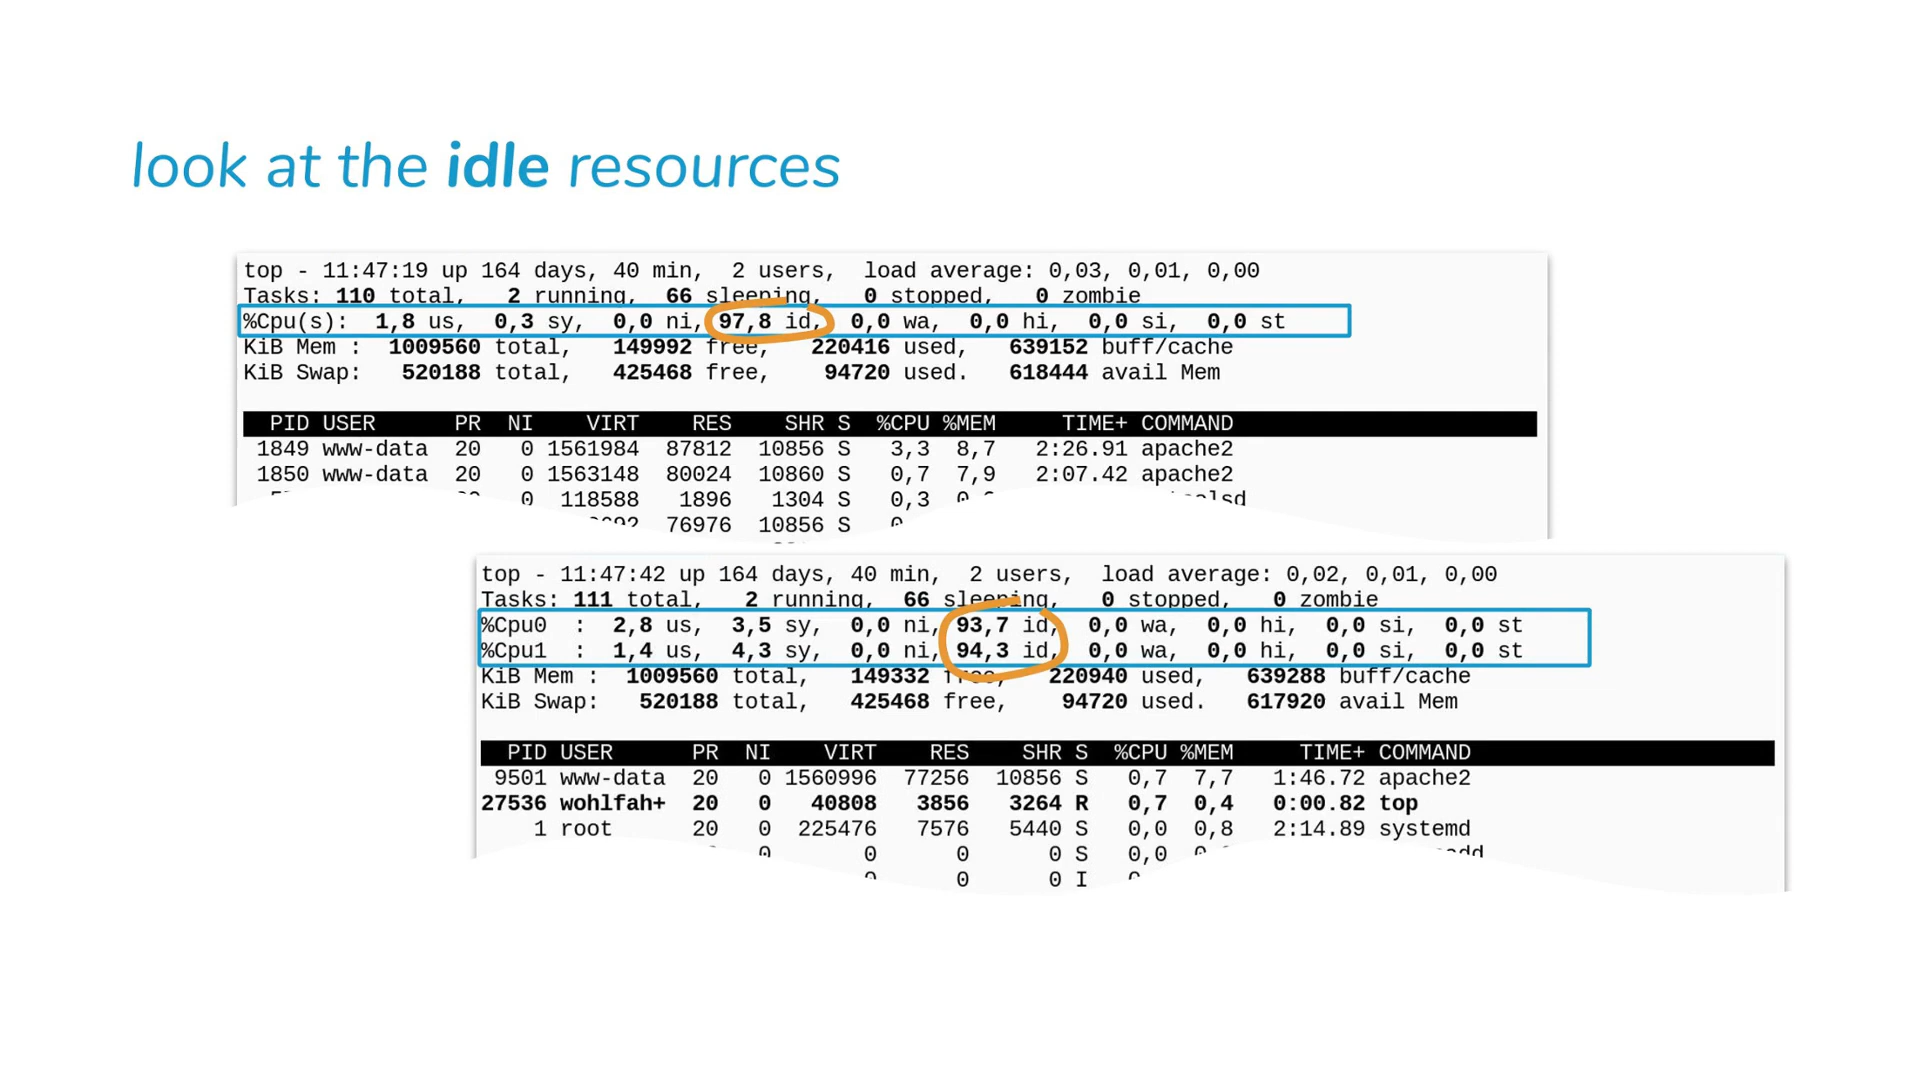 look at the idle resources
top - 11:47:19 up 164 days, 40 min, 2 users, load average: 0,03, 0,01, 0,00
Tasks: 110 total, 2 running, 66 sleeping, 0 stopped, 0 zombie
%Cpu(s): 1,8 us, 0,3 sy, 0,0 ni, 97,8 id, 0,0 wa, 0,0 hi, 0,0 si, 0,0 st
KiB Mem : 1009560 total, 149992 free, 220416 used, 639152 buff/cache
KiB Swap: 520188 total, 425468 free, 94720 used. 618444 avail Mem
PID USER PR NI VIRT RES SHR S %CPU %MEM TIME+ COMMAND
1849 www-data 20 0 1561984 87812 10856 S 3,3 8,7 2:26.91 apache2
1850 www-data 20 0 1563148 80024 10860 S 0,7 7,9 2:07.42 apache2
0 118588 1896 1304 S 0,3
76976 10856 S
top - 11:47:42 up 164 days, 40 min, 2 users, load average: 0,02, 0,01, 0,00
Tasks: 111 total, 2 running, 66 sleeping, 0 stopped, 0 zombie
%Cpu0 : 2,8 us, 3,5 sy, 0,0 ni, 93,7 id, 0,0 wa, 0,0 hi, 0,0 si, 0,0 st
%Cpu1 : 1,4 us, 4,3 sy, 0,0 ni, 94,3 id, 0,0 wa, 0,0 hi, 0,0 si, 0,0 st
KiB Mem : 1009560 total, 149332 free, 220940 used, 639288 buff/cache
KiB Swap: 520188 total, 425468 free, 94720 used. 617920 avail Mem
PID USER PR NI VIRT RES SHR S %CPU %MEM TIME+ COMMAND
9501 www-data 20 0 1560996 77256 10856 S 0,7 7,7 1:46.72 apache2
27536 wohlfah+ 20 0 40808 3856 3264 R 0,7 0,4 0:00.82 top
1 root 20 0 225476 7576 5440 S 0,0 0,8 2:14.89 systemd
0 0 0 0 S 0,0
0 0 I